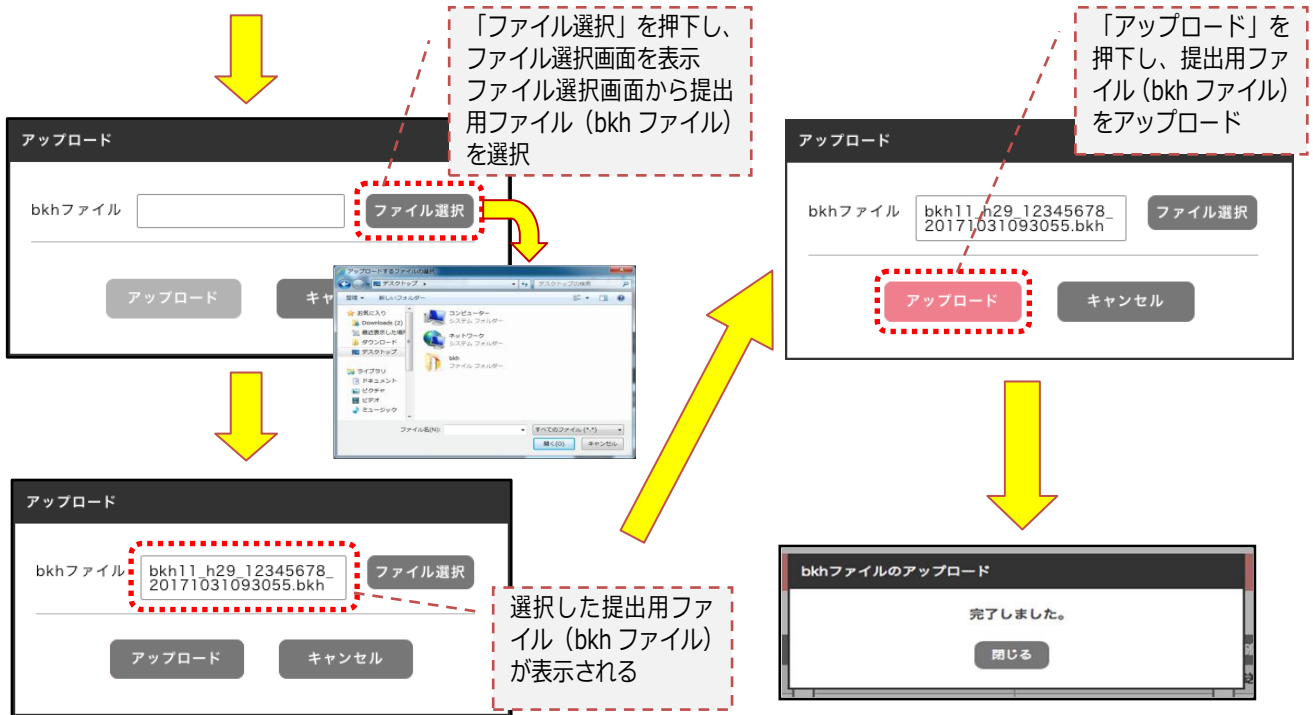 「ファイル選択」を押下し、
ファイル選択画面を表示
ファイル選択画面から提出
用ファイル（bkh ファイル）
を選択
アップロード
bkhファイル
ファイル選択
アップロード
キャ
アップロードするファイルの選択
デスクトップ
デスクトップの検索
整理
新しいフォルダー
お気に入り
Downloads (2)
最近表示した場所
ダウンロード
デスクトップ
ライブラリ
ドキュメント
ピクチャ
ビデオ
ミュージック
コンピューター
システム フォルダー
ネットワーク
システム フォルダー
bkh
ファイル フォルダー
ファイル名(N):
すべてのファイル (*.*)
開く(O)
キャンセル
アップロード
bkhファイル
bkh11_h29_12345678_
20171031093055.bkh
ファイル選択
アップロード
キャンセル
選択した提出用ファ
イル（bkh ファイル）
が表示される
「アップロード」を
押下し、提出用ファ
イル（bkh ファイル）
をアップロード
アップロード
bkhファイル
bkh11_h29_12345678_
20171031093055.bkh
ファイル選択
アップロード
キャンセル
bkhファイルのアップロード
完了しました。
閉じる